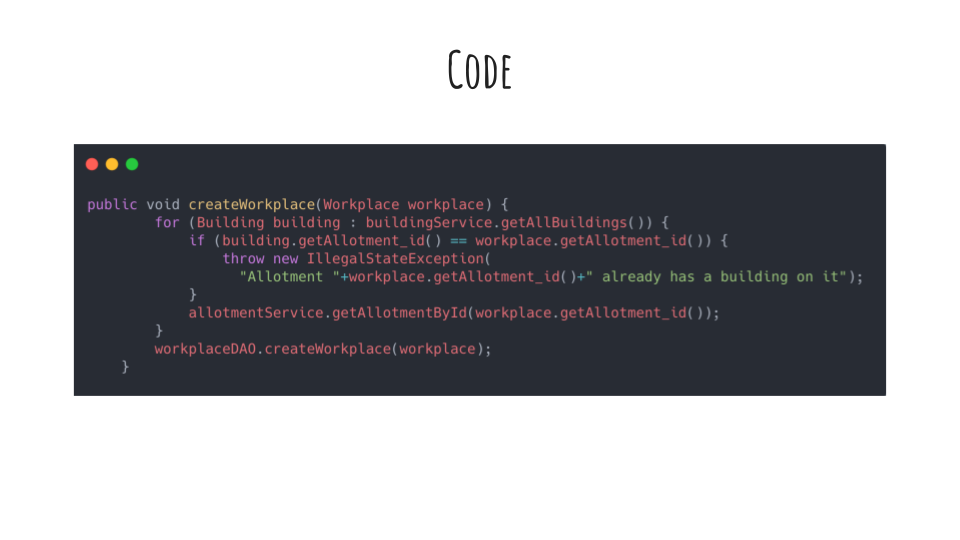 Code
public void createWorkplace(Workplace workplace) {
        for (Building building : buildingService.getAllBuildings()) {
            if (building.getAllotment_id() == workplace.getAllotment_id()) {
                throw new IllegalStateException(
                  "Allotment "+workplace.getAllotment_id()+" already has a building on it");
            }
            allotmentService.getAllotmentById(workplace.getAllotment_id());
        }
        workplaceDAO.createWorkplace(workplace);
    }